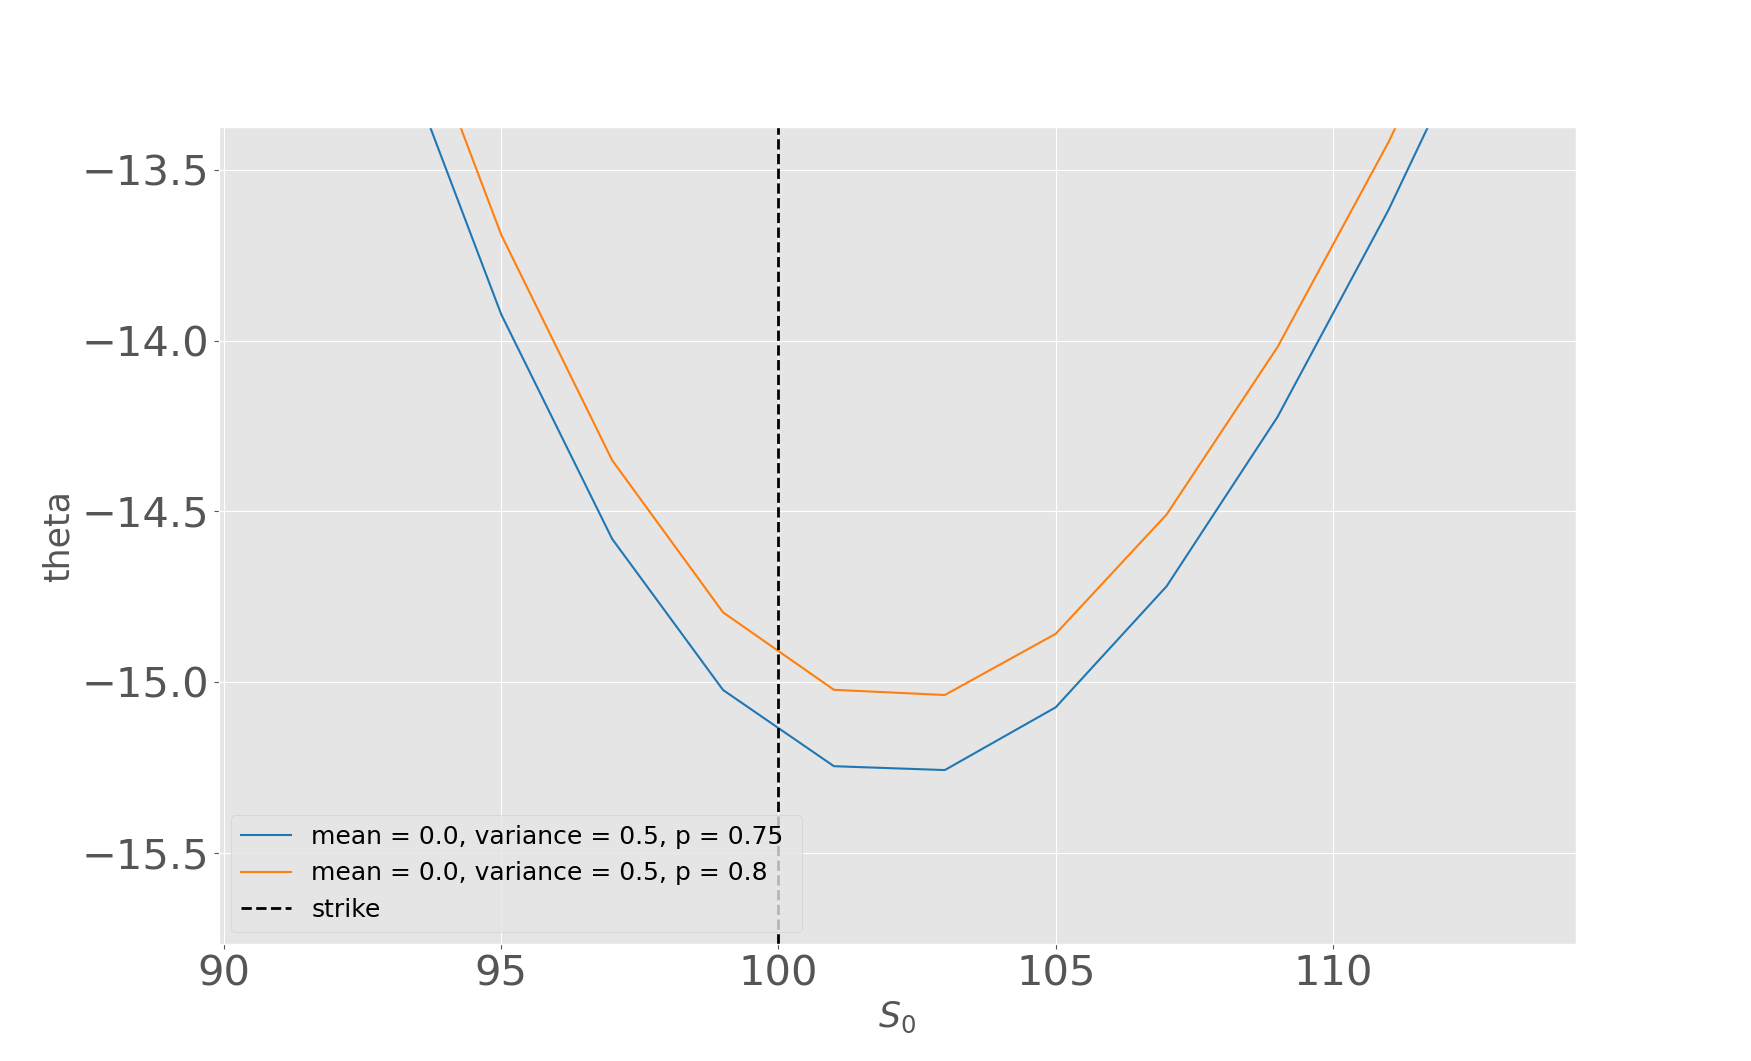 −13.5
−14.0
−14.5
−15.0
−15.5
theta
mean = 0.0, variance = 0.5, p = 0.75
mean = 0.0, variance = 0.5, p = 0.8
strike
90 95 100 105 110
S₀